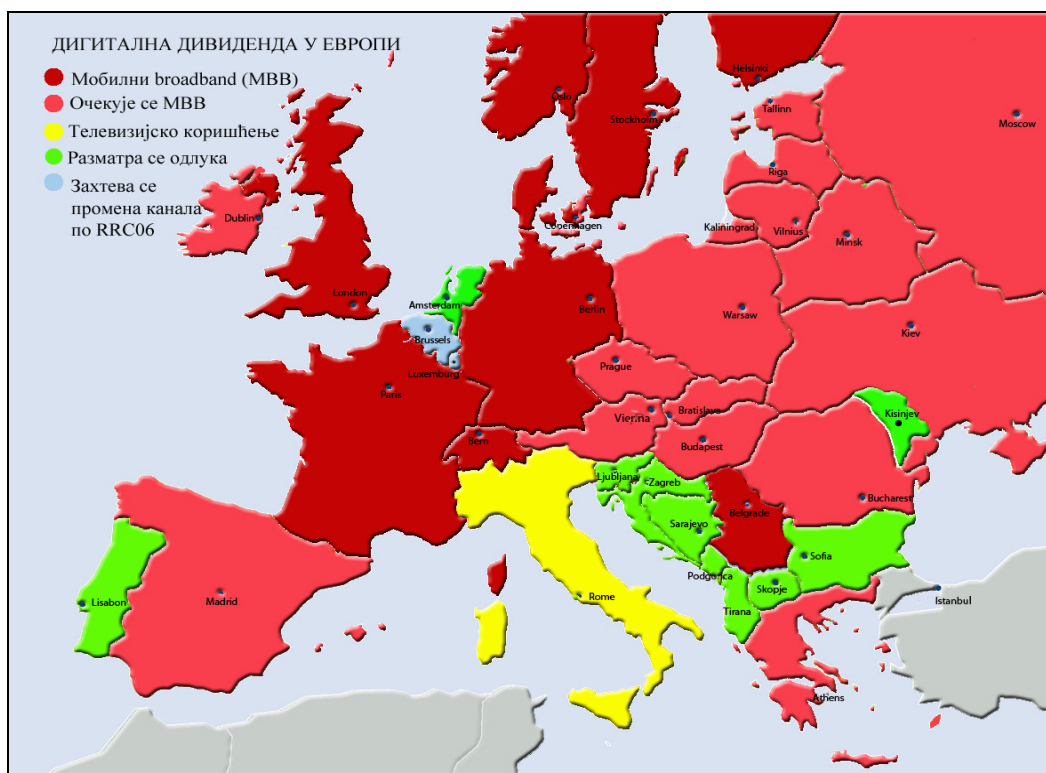 ДИГИТАЛНА ДИВИДЕНДА У ЕВРОПИ
Мобилни broadband (MBB)
Очекује се MBB
Телевизијско коришћење
Разматра се одлука
Захтева се
промена канала
по RRC06
Helsinki
Oslo
Stockholm
Tallinn
Moscow
Riga
Copenhagen
Kaliningrad
Vilnius
Minsk
Dublin
London
Amsterdam
Berlin
Warsaw
Brussels
Kiev
Luxemburg
Prague
Paris
Kisinjev
Vienna
Bratislava
Bern
Budapest
Ljubljana
Zagreb
Bucharest
Belgrade
Sarajevo
Sofia
Podgorica
Skopje
Istanbul
Lisabon
Madrid
Rome
Tirana
Athens